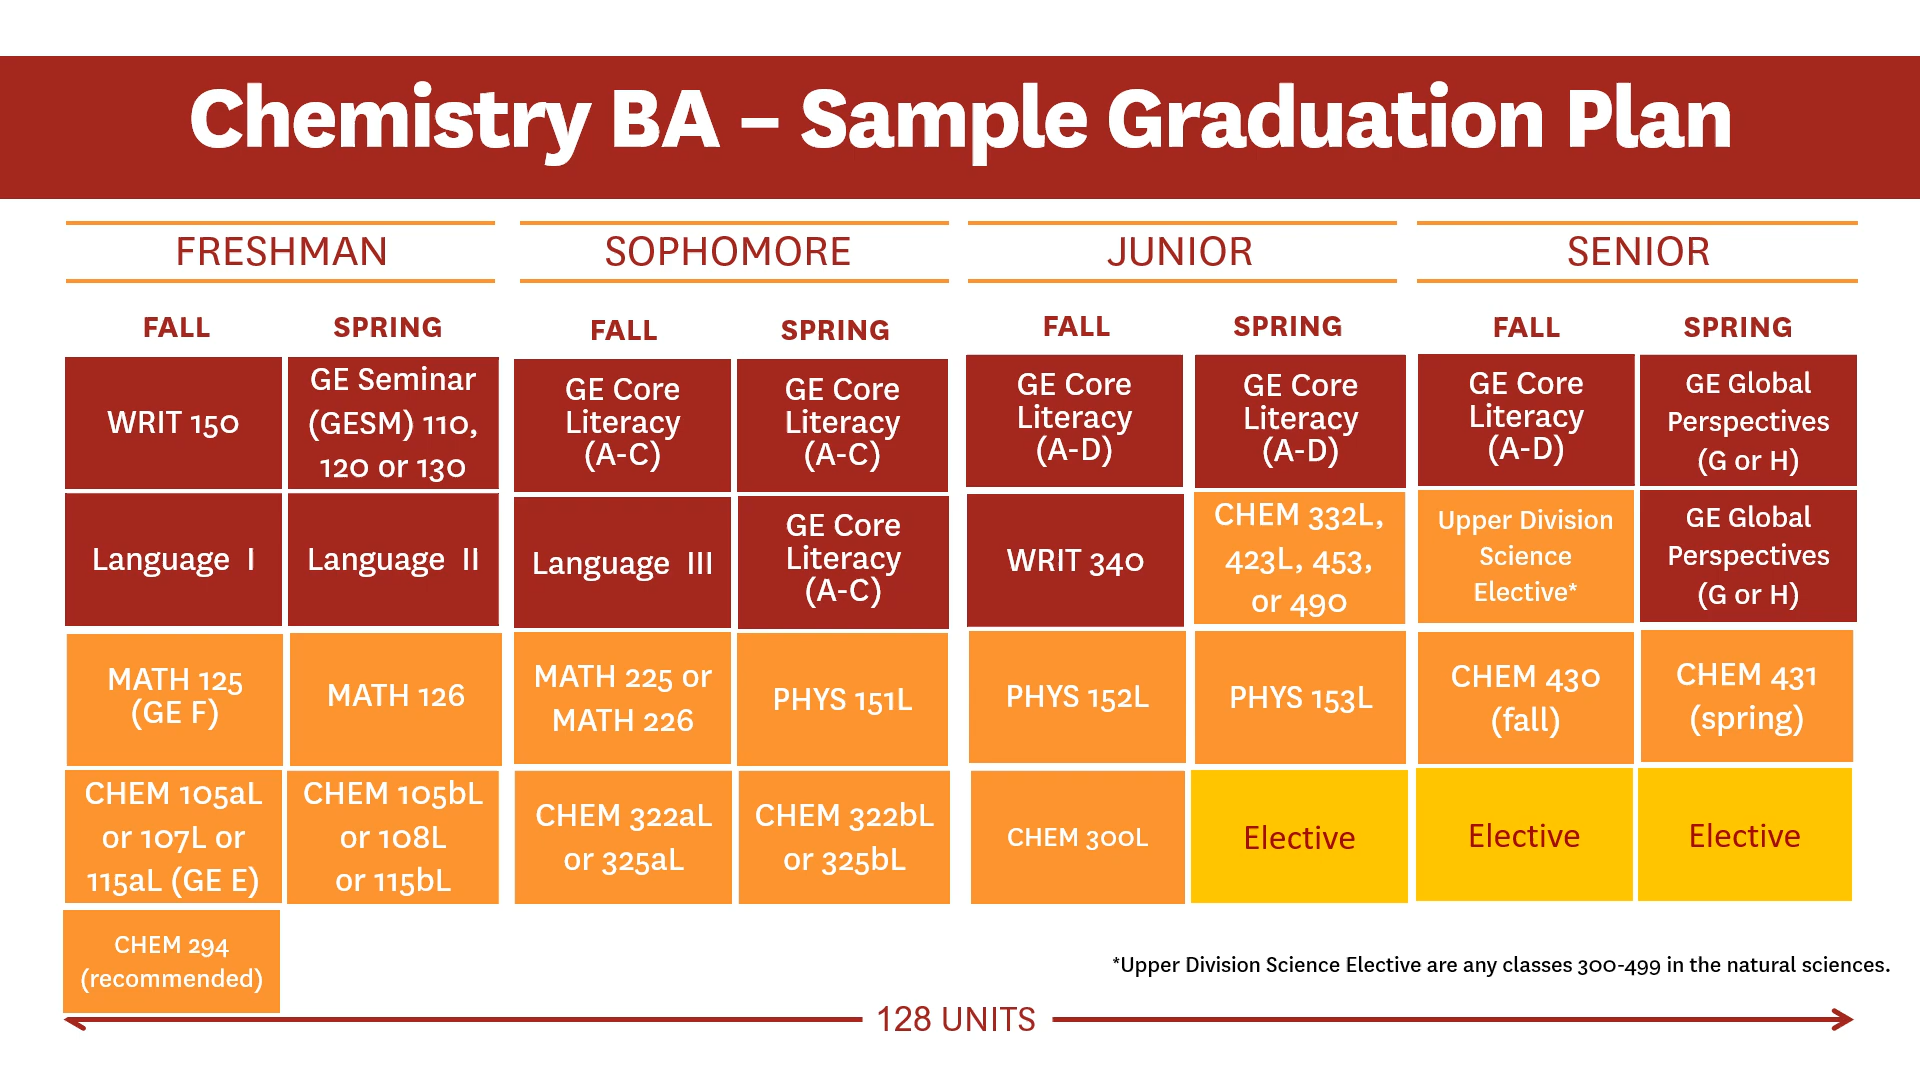 Chemistry BA – Sample Graduation Plan
FRESHMAN
SOPHOMORE
JUNIOR
SENIOR
FALL
SPRING
FALL
SPRING
FALL
SPRING
FALL
SPRING
WRIT 150
GE Seminar
(GESM) 110,
120 or 130
GE Core
Literacy
(A-C)
GE Core
Literacy
(A-C)
GE Core
Literacy
(A-D)
GE Core
Literacy
(A-D)
GE Core
Literacy
(A-D)
GE Global
Perspectives
(G or H)
Language I
Language II
Language III
GE Core
Literacy
(A-C)
WRIT 340
CHEM 332L,
423L, 453,
or 490
Upper Division
Science
Elective*
GE Global
Perspectives
(G or H)
MATH 125
(GE F)
MATH 126
MATH 225 or
MATH 226
PHYS 151L
PHYS 152L
PHYS 153L
CHEM 430
(fall)
CHEM 431
(spring)
CHEM 105aL
or 107L or
115aL (GE E)
CHEM 105bL
or 108L
or 115bL
CHEM 322aL
or 325aL
CHEM 322bL
or 325bL
CHEM 300L
Elective
Elective
Elective
CHEM 294
(recommended)
*Upper Division Science Elective are any classes 300-499 in the natural sciences.
128 UNITS